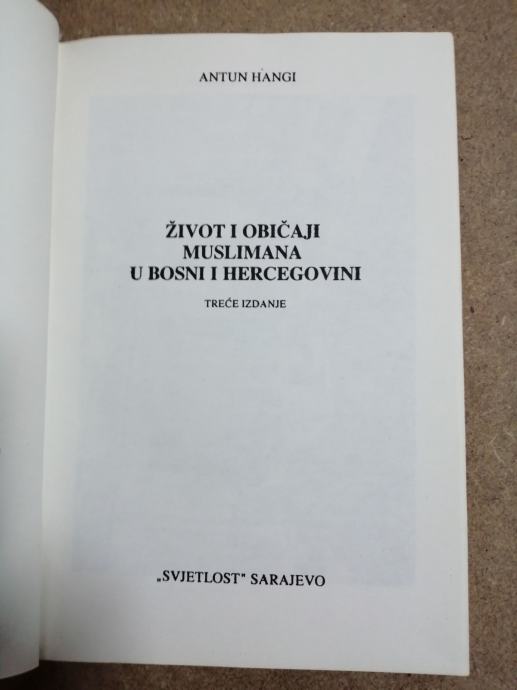 ANTUN HANGI
ŽIVOT I OBIČAJI
MUSLIMANA
U BOSNI I HERCEGOVINI
TREĆE IZDANJE
„SVJETLOST” SARAJEVO